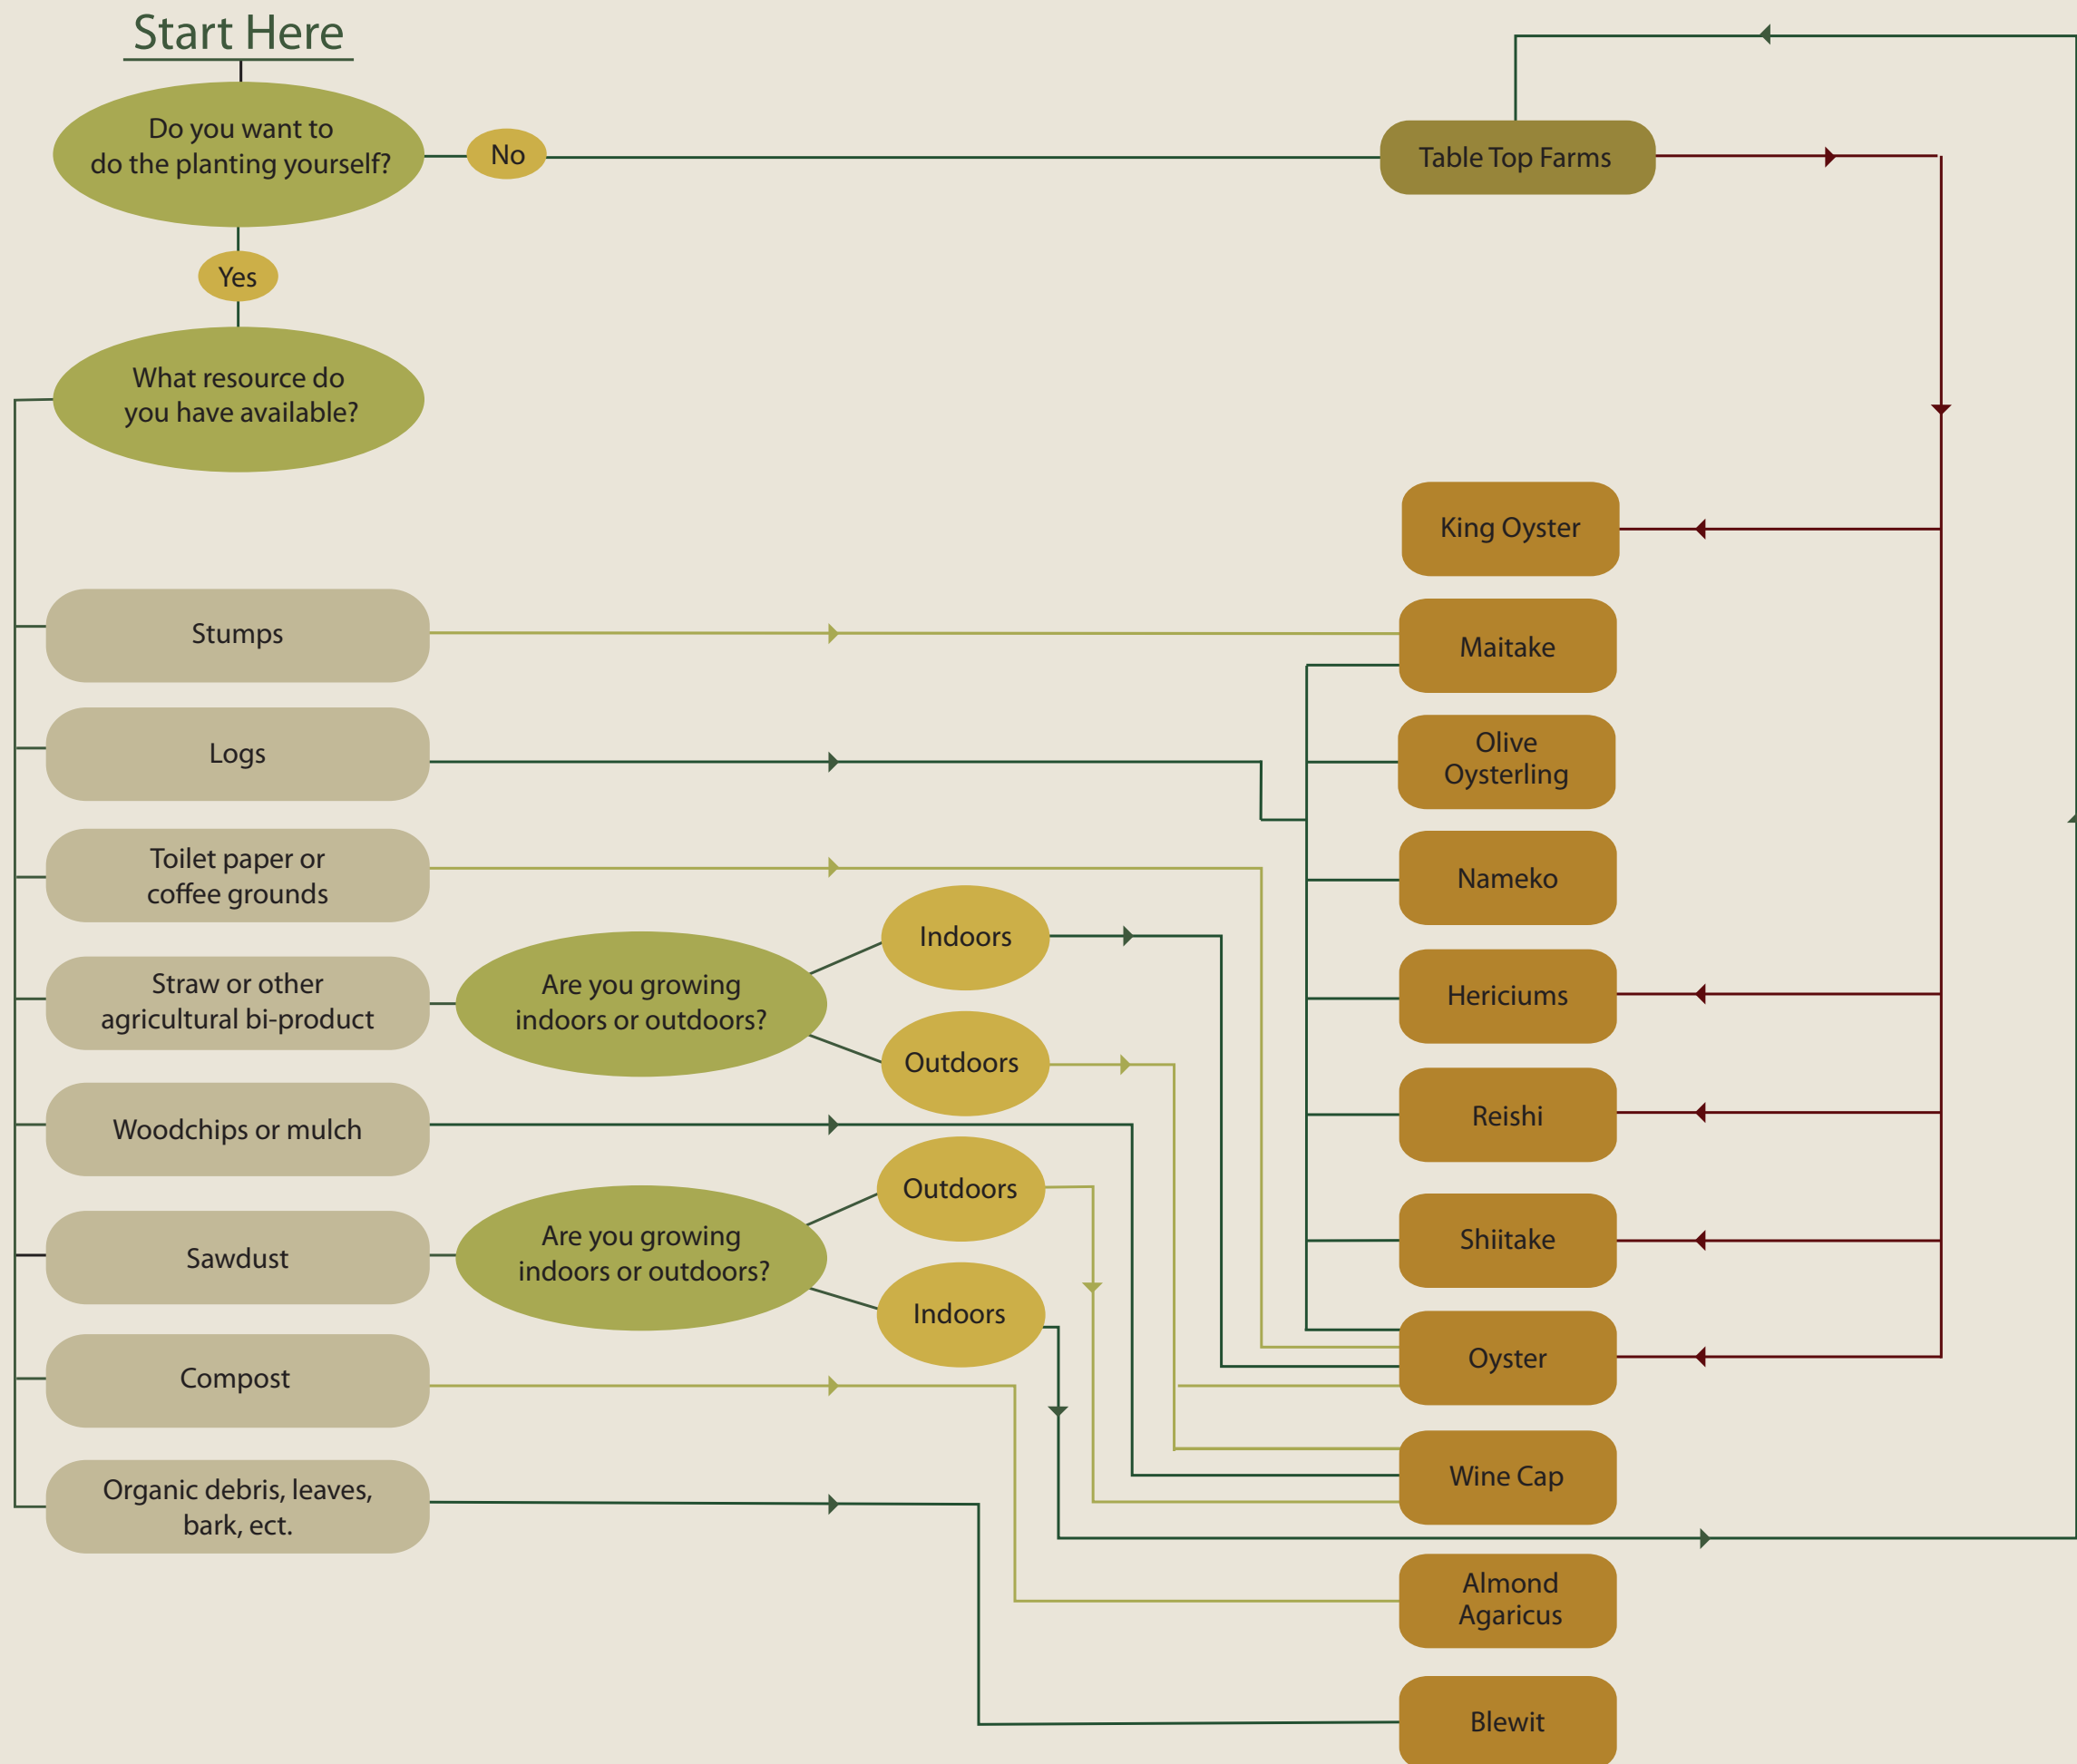 Start Here
Do you want to
do the planting yourself?
No
Table Top Farms
Yes
What resource do
you have available?
King Oyster
Stumps
Maitake
Logs
Olive
Oysterling
Toilet paper or
coffee grounds
Nameko
Straw or other
agricultural bi-product
Are you growing
indoors or outdoors?
Indoors
Outdoors
Hericiums
Woodchips or mulch
Reishi
Sawdust
Are you growing
indoors or outdoors?
Outdoors
Indoors
Shiitake
Compost
Oyster
Organic debris, leaves,
bark, ect.
Wine Cap
Almond
Agaricus
Blewit